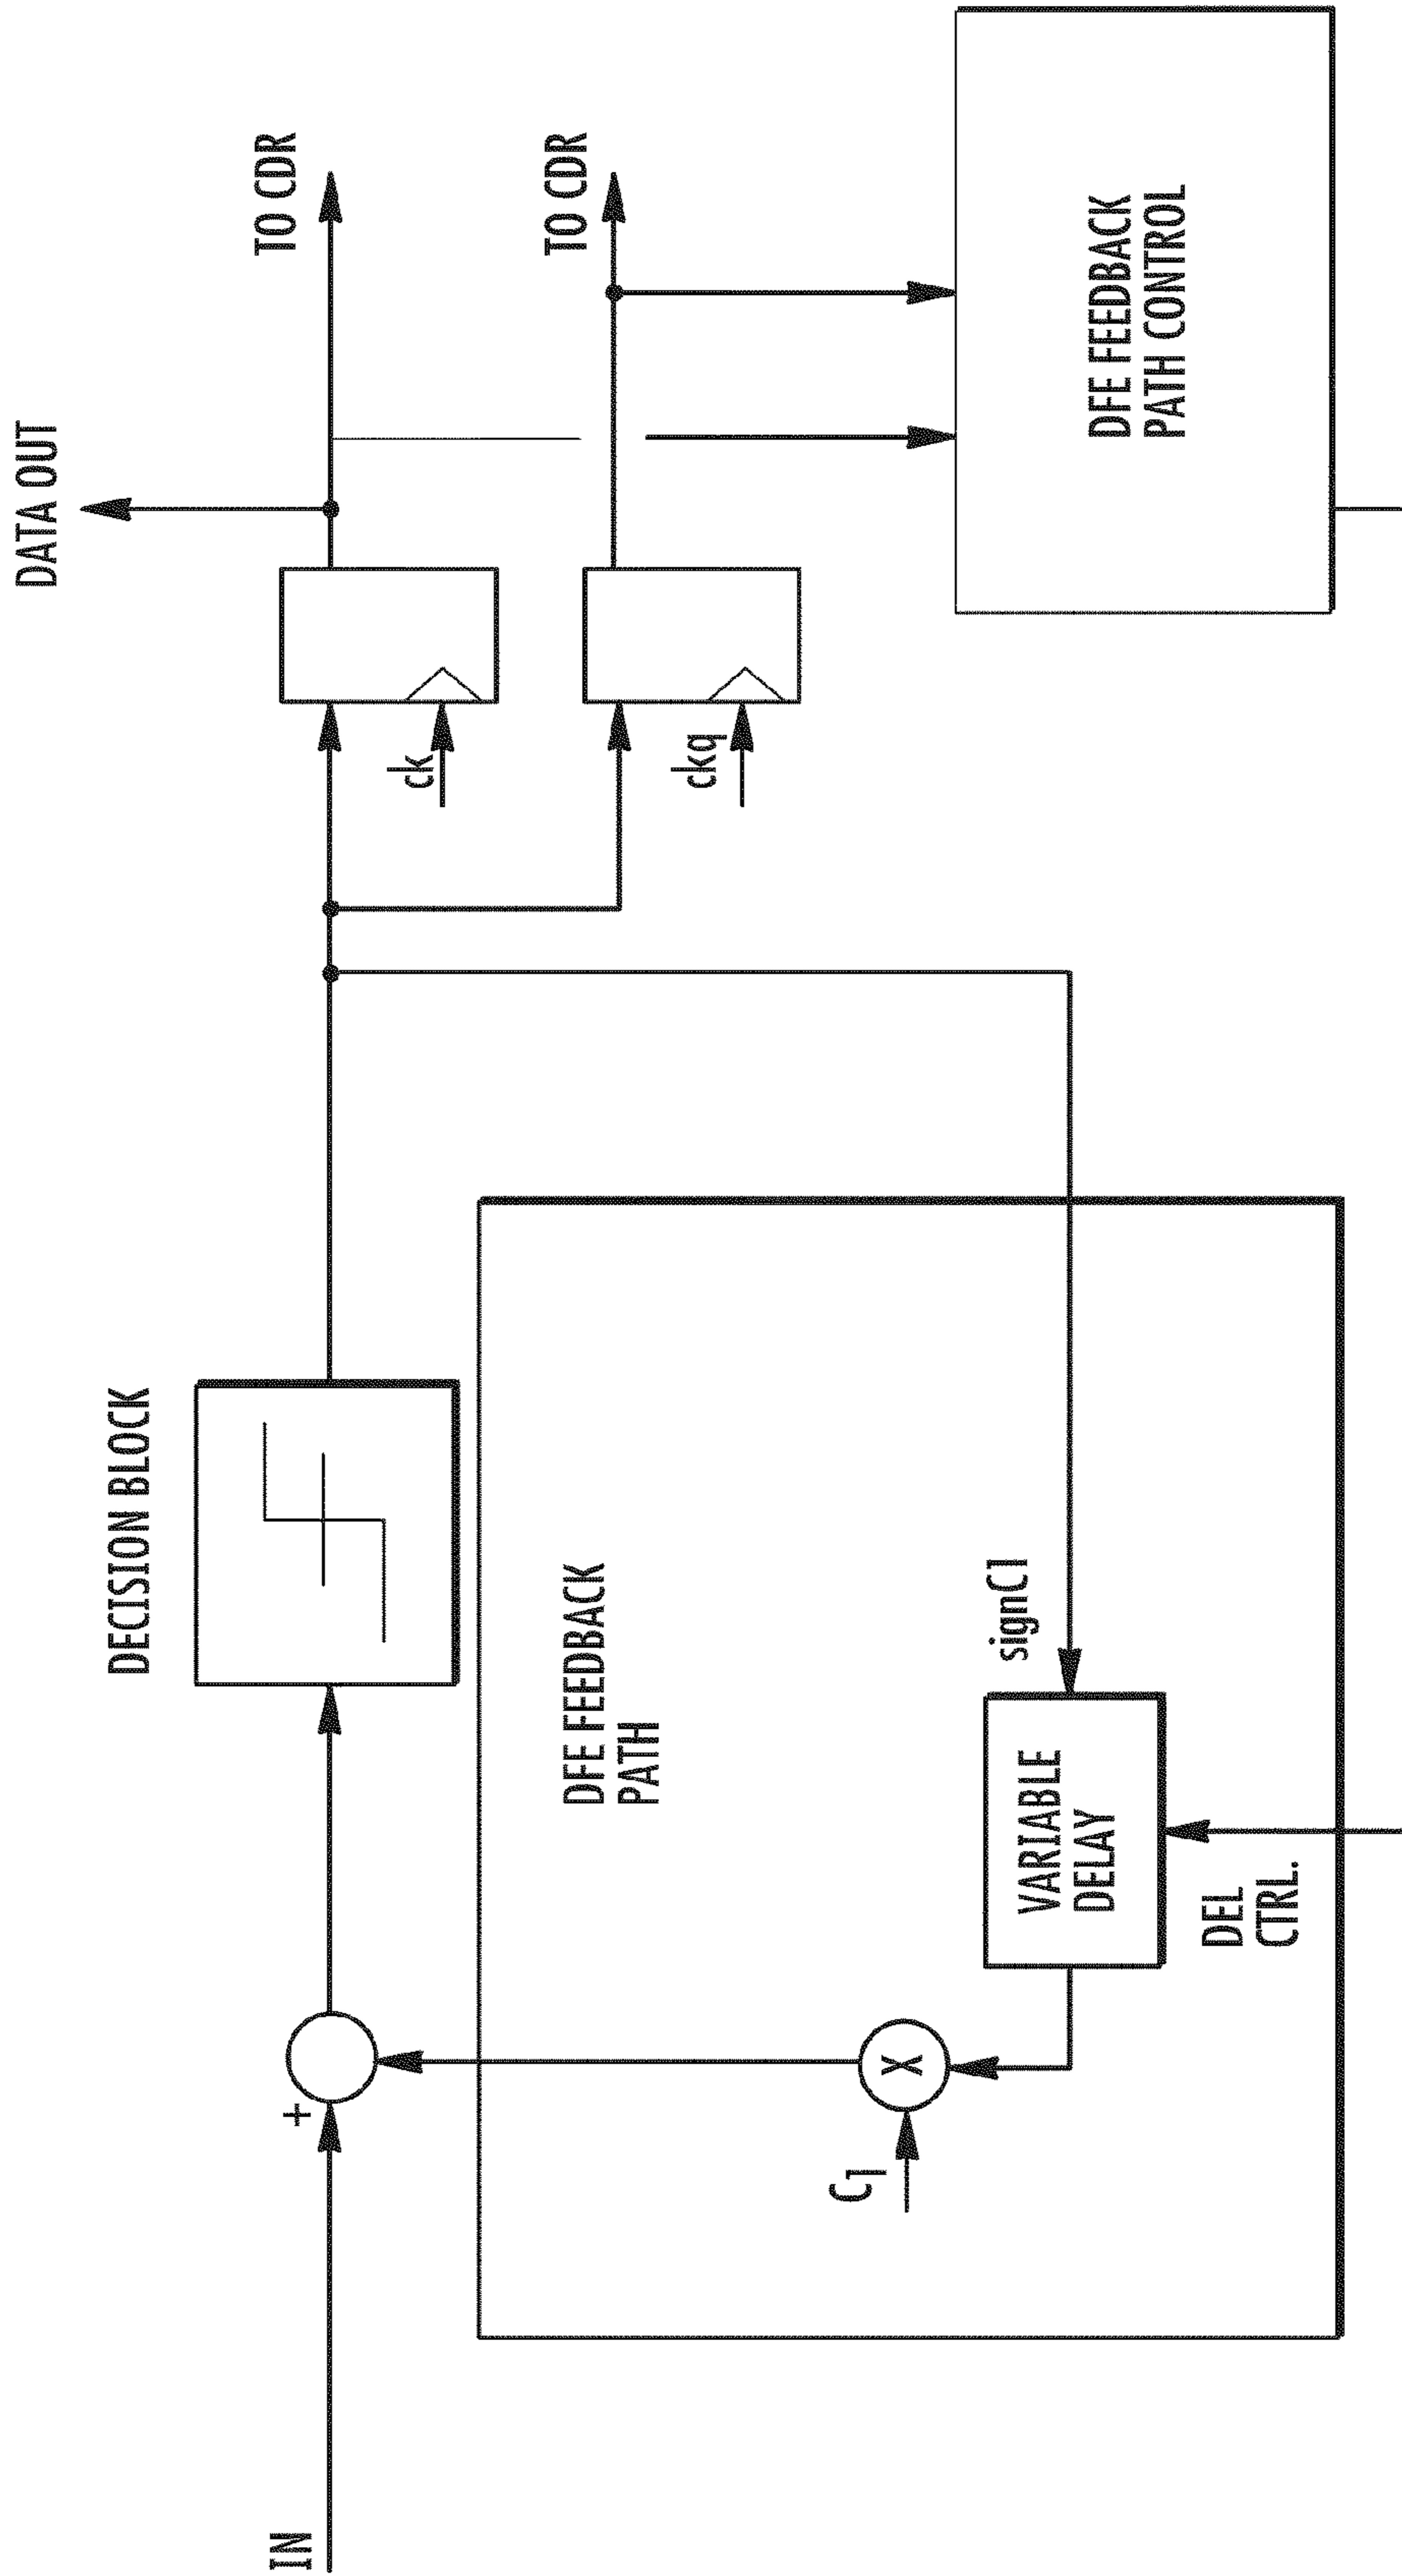 DATA OUT
TO CDR
TO CDR
DECISION BLOCK
IN
+
ck
ckq
DFE FEEDBACK
PATH
signC1
VARIABLE
DELAY
DEL
CTRL.
C1
X
DFE FEEDBACK
PATH CONTROL